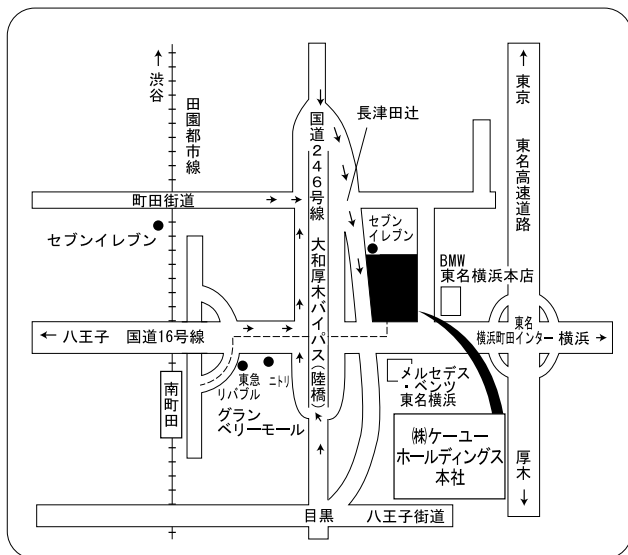 渋谷
田園都市線
国道246号線 大和厚木バイパス(陸橋)
長津田辻
東京
東名高速道路
町田街道
セブン
イレブン
セブンイレブン
BMW
東名横浜本店
八王子 国道16号線
東名
横浜町田インター
横浜
南町田
東急
リバブル
ニトリ
グラン
ベリーモール
メルセデス
・ベンツ
東名横浜
㈱ケーユー
ホールディングス
本社
厚木
目黒
八王子街道